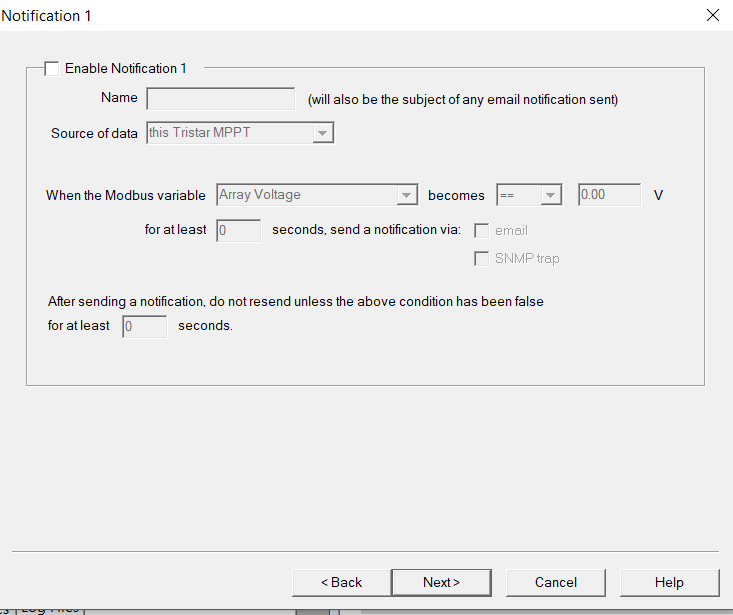 Notification 1
Enable Notification 1
Name (will also be the subject of any email notification sent)
Source of data this Tristar MPPT
When the Modbus variable Array Voltage becomes == 0.00 V
for at least 0 seconds, send a notification via: email
SNMP trap
After sending a notification, do not resend unless the above condition has been false
for at least 0 seconds.
< Back Next > Cancel Help